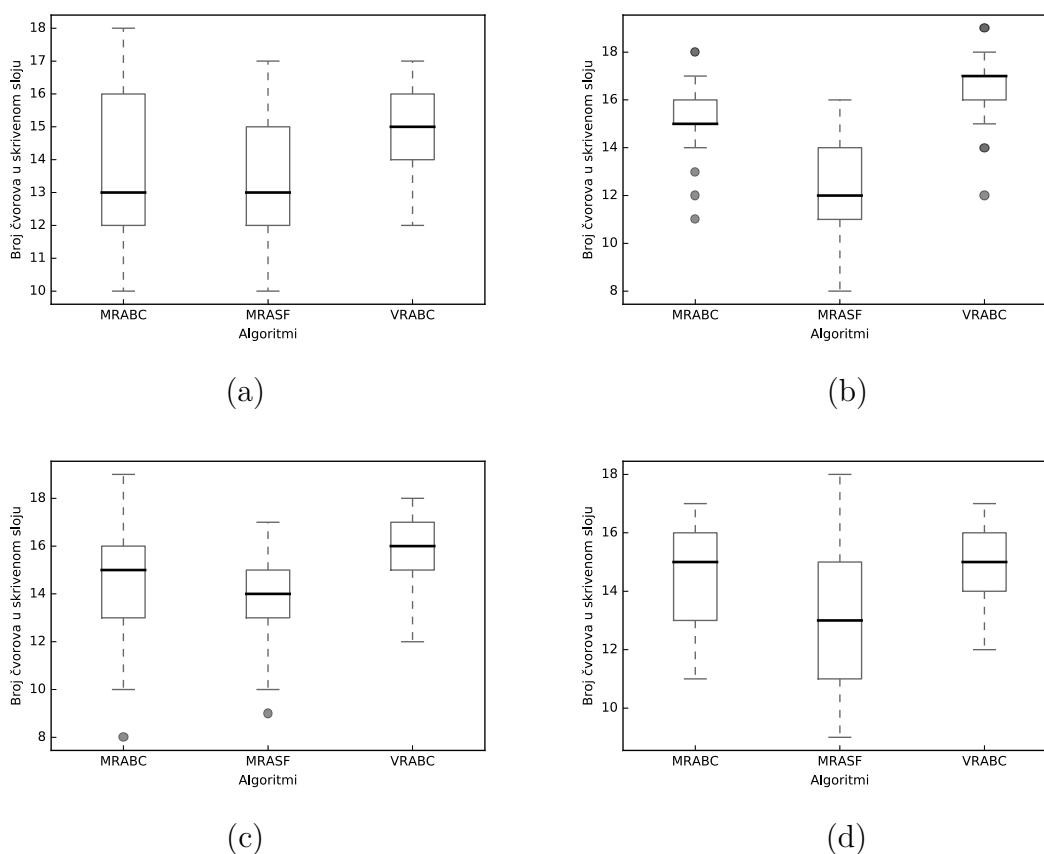 Broj čvorova u skrivenom sloju
18
17
16
15
14
13
12
11
10
MRABC MRASF VRABC
Algoritmi
(a)
Broj čvorova u skrivenom sloju
18
16
14
12
10
8
MRABC MRASF VRABC
Algoritmi
(b)
Broj čvorova u skrivenom sloju
18
16
14
12
10
8
MRABC MRASF VRABC
Algoritmi
(c)
Broj čvorova u skrivenom sloju
18
16
14
12
10
MRABC MRASF VRABC
Algoritmi
(d)